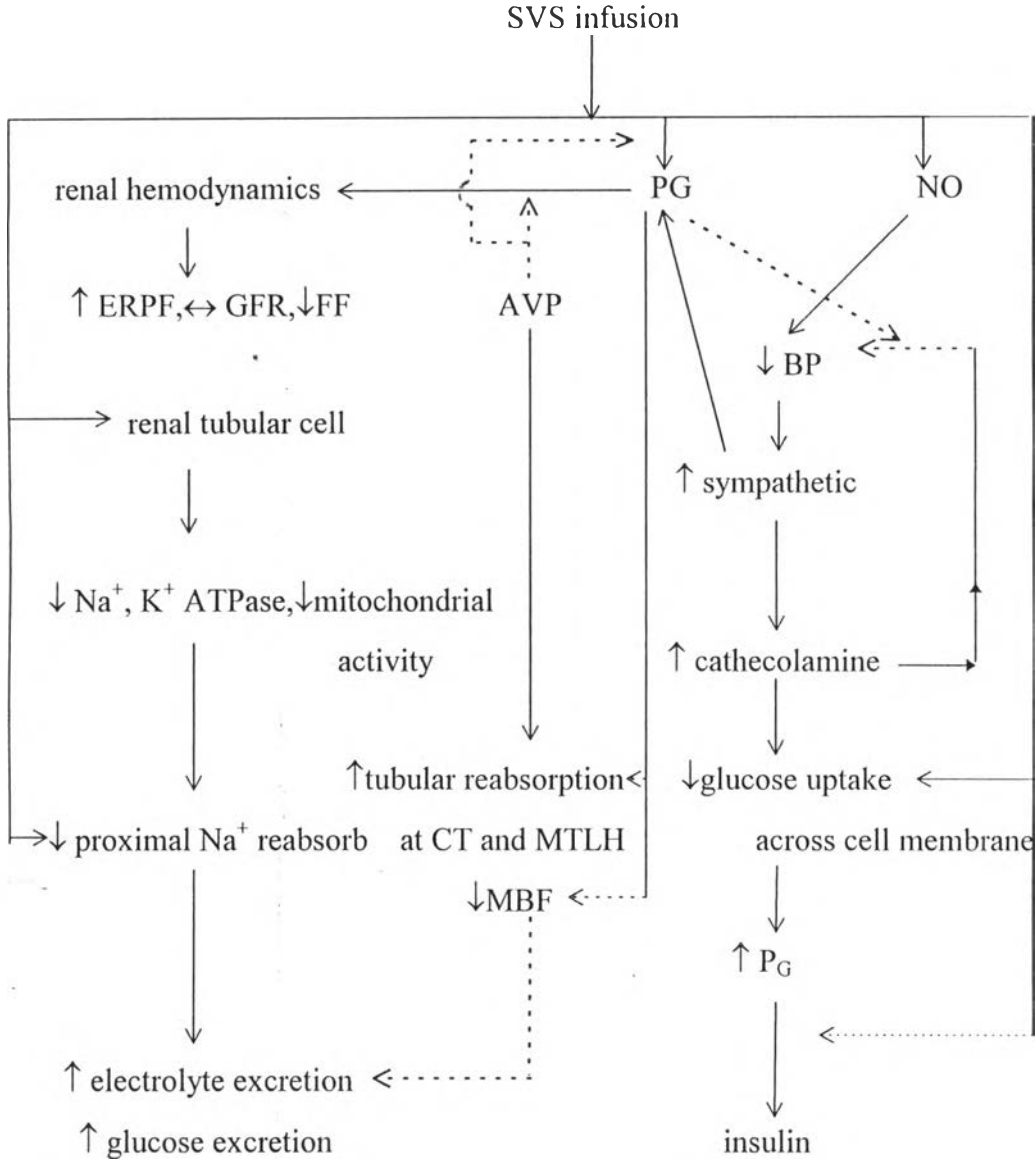 SVS infusion
renal hemodynamics
PG
NO
↑ ERPF,↔ GFR,↓FF
AVP
↓ BP
renal tubular cell
↑ sympathetic
↓ Na⁺, K⁺ ATPase,↓mitochondrial
activity
↑ cathecolamine
↑tubular reabsorption
↓glucose uptake
↓ proximal Na⁺ reabsorb
at CT and MTLH
across cell membrane
↓MBF
↑ P_G
↑ electrolyte excretion
↑ glucose excretion
insulin